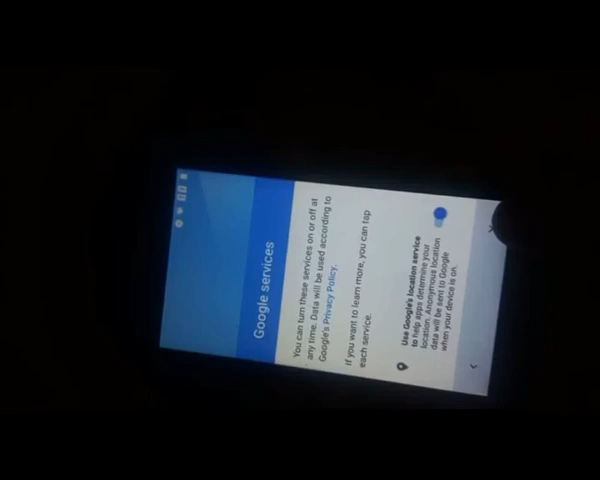 Google services
You can turn these services on or off at
any time. Data will be used according to
Google's Privacy Policy.
If you want to learn more, you can tap
each service.
Use Google's location service
to help apps determine your
location. Anonymous location
data will be sent to Google
when your device is on.